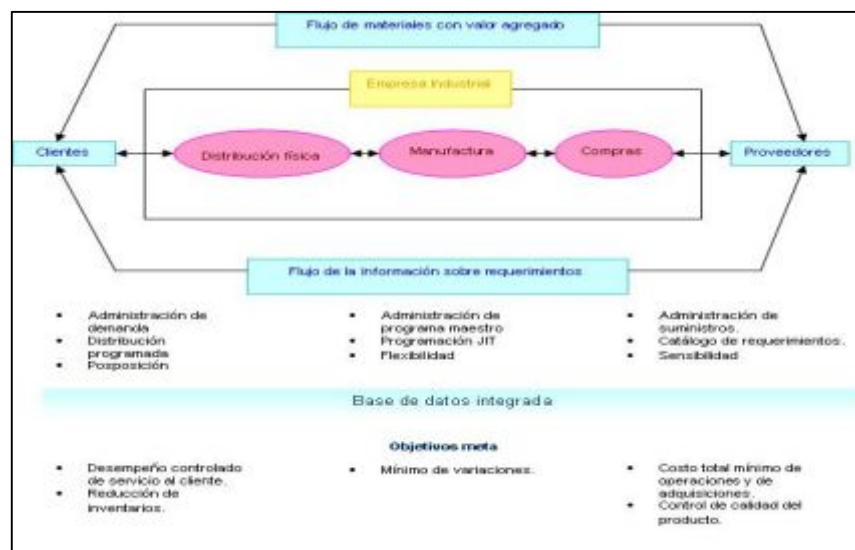 Flujo de materiales con valor agregado
Empresa Industrial
Clientes
Distribución física
Manufactura
Compras
Proveedores
Flujo de la información sobre requerimientos
• Administración de
demanda
• Distribución
programada
• Posposición
• Administración de
programa maestro
• Programación JIT
• Flexibilidad
• Administración de
suministros.
• Catálogo de requerimientos.
• Sensibilidad
Base de datos integrada
Objetivos meta
• Desempeño controlado
de servicio al cliente.
• Reducción de
inventarios.
• Mínimo de variaciones.
• Costo total mínimo de
operaciones y de
adquisiciones.
• Control de calidad del
producto.